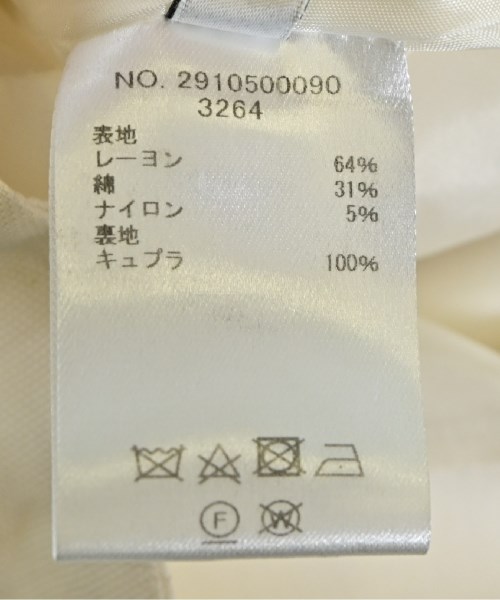 NO. 2910500090
3264
表地
レーヨン 64%
綿 31%
ナイロン 5%
裏地
キュプラ 100%
F W